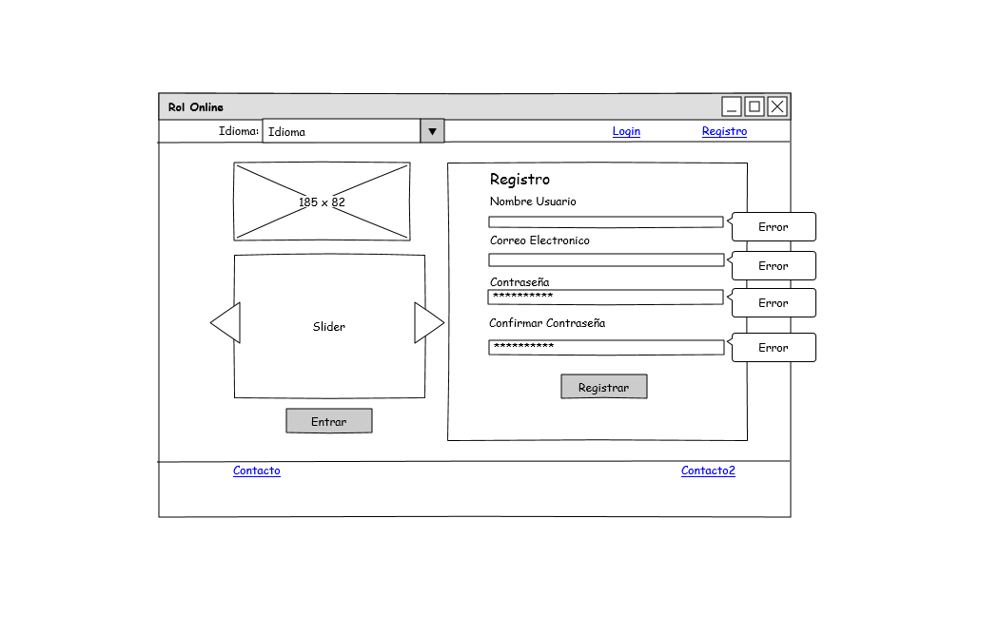 Rol Online
Idioma: Idioma
Login Registro
185 x 82
Slider
Entrar
Registro
Nombre Usuario
Error
Correo Electronico
Error
Contraseña
********** Error
Confirmar Contraseña
********** Error
Registrar
Contacto Contacto2